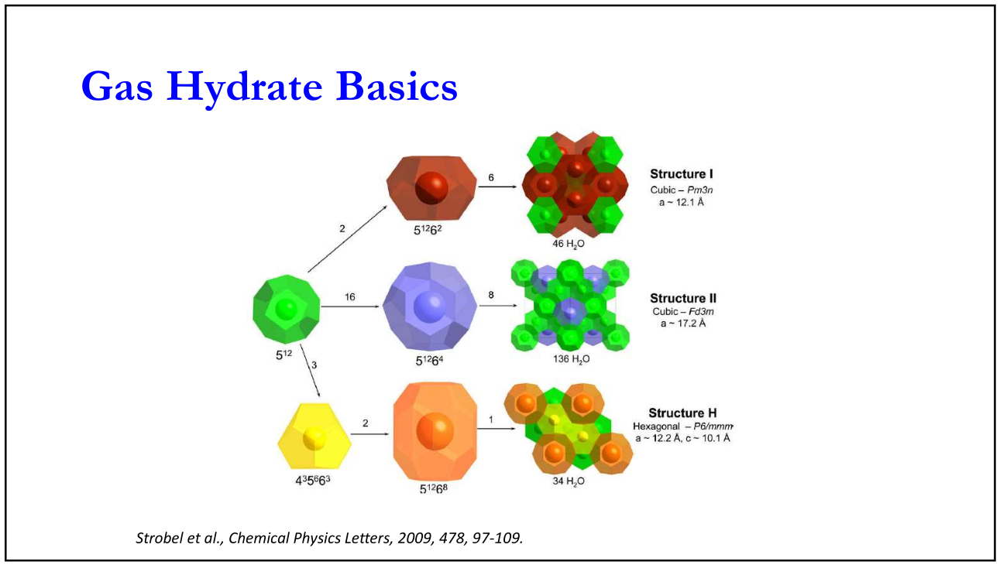 Gas Hydrate Basics
2
5¹²6²
6
46 H₂O
Structure I
Cubic – Pm3n
a ~ 12.1 Å
5¹²
16
5¹²6⁴
8
136 H₂O
Structure II
Cubic – Fd3m
a ~ 17.2 Å
3
4³5⁶6³
2
5¹²6⁸
1
34 H₂O
Structure H
Hexagonal – P6/mmm
a ~ 12.2 Å, c ~ 10.1 Å
Strobel et al., Chemical Physics Letters, 2009, 478, 97-109.